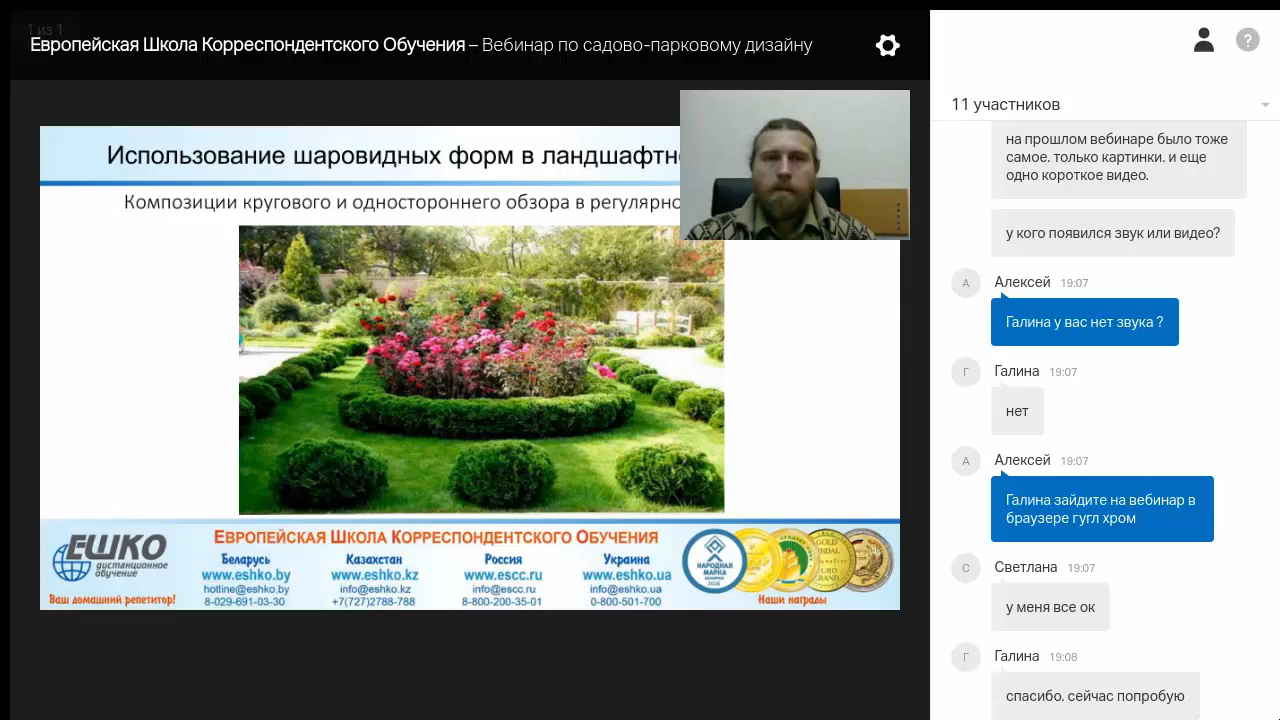 1 из 1
Европейская Школа Корреспондентского Обучения – Вебинар по садово-парковому дизайну
?
Использование шаровидных форм в ландшафтн
Композиции кругового и одностороннего обзора в регулярно
ЕШКО
дистанционное
обучение
Ваш домашний репетитор!
Европейская Школа Корреспондентского Обучения
Беларусь
www.eshko.by
hotline@eshko.by
8-029-691-03-30
Казахстан
www.eshko.kz
info@eshko.kz
+7(727)2788-788
Россия
www.escc.ru
info@escc.ru
8-800-200-35-01
Украина
www.eshko.ua
info@eshko.ua
0-800-501-700
НАРОДНАЯ
МАРКА
Наши награды
11 участников
на прошлом вебинаре было тоже
самое. только картинки. и еще
одно короткое видео.
у кого появился звук или видео?
А
Алексей 19:07
Галина у вас нет звука ?
Г
Галина 19:07
нет
А
Алексей 19:07
Галина зайдите на вебинар в
браузере гугл хром
С
Светлана 19:07
у меня все ок
Г
Галина 19:08
спасибо. сейчас попробую